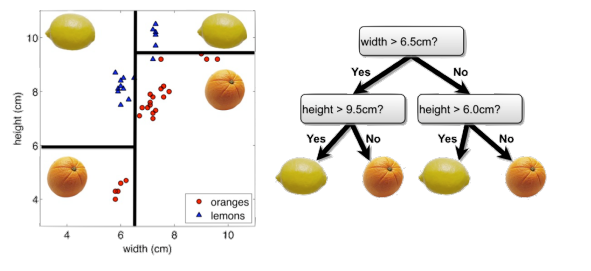 10
8
6
4
height (cm)
4
6
8
10
width (cm)
oranges
lemons
width > 6.5cm?
Yes
No
height > 9.5cm?
height > 6.0cm?
Yes
No
Yes
No